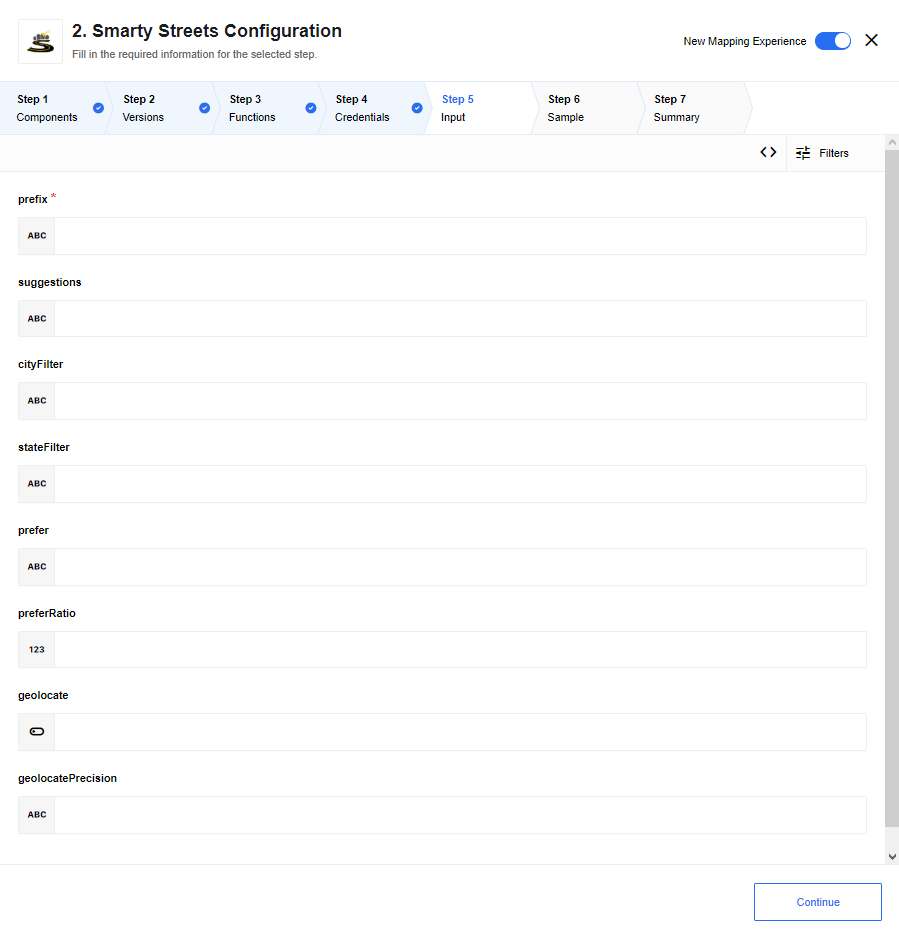 2. Smarty Streets Configuration
Fill in the required information for the selected step.
New Mapping Experience
Step 1
Components
Step 2
Versions
Step 3
Functions
Step 4
Credentials
Step 5
Input
Step 6
Sample
Step 7
Summary
Filters
prefix *
ABC
suggestions
ABC
cityFilter
ABC
stateFilter
ABC
prefer
ABC
preferRatio
123
geolocate
geolocatePrecision
ABC
Continue